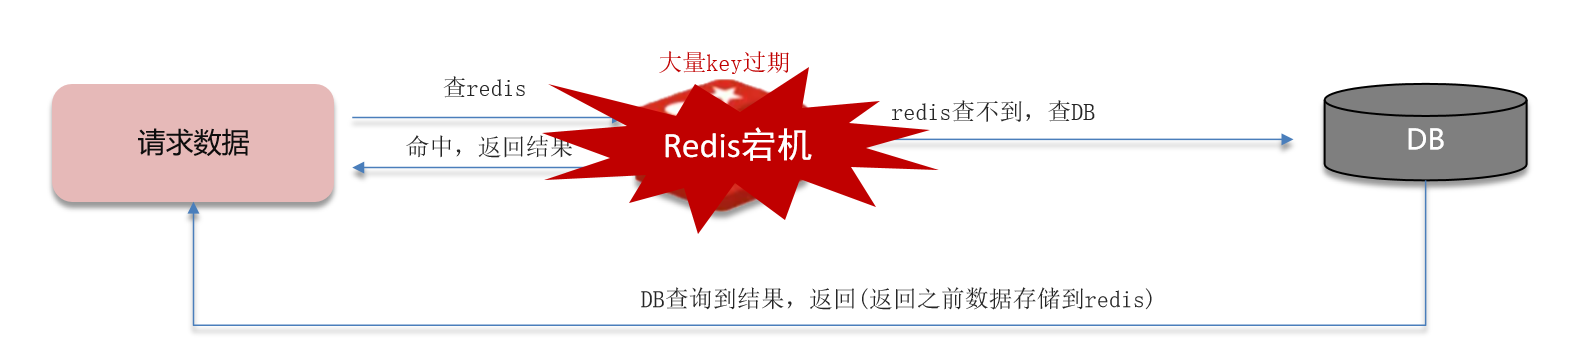 大量key过期
查redis
redis查不到，查DB
请求数据
命中，返回结果
Redis宕机
DB
DB查询到结果，返回(返回之前数据存储到redis)